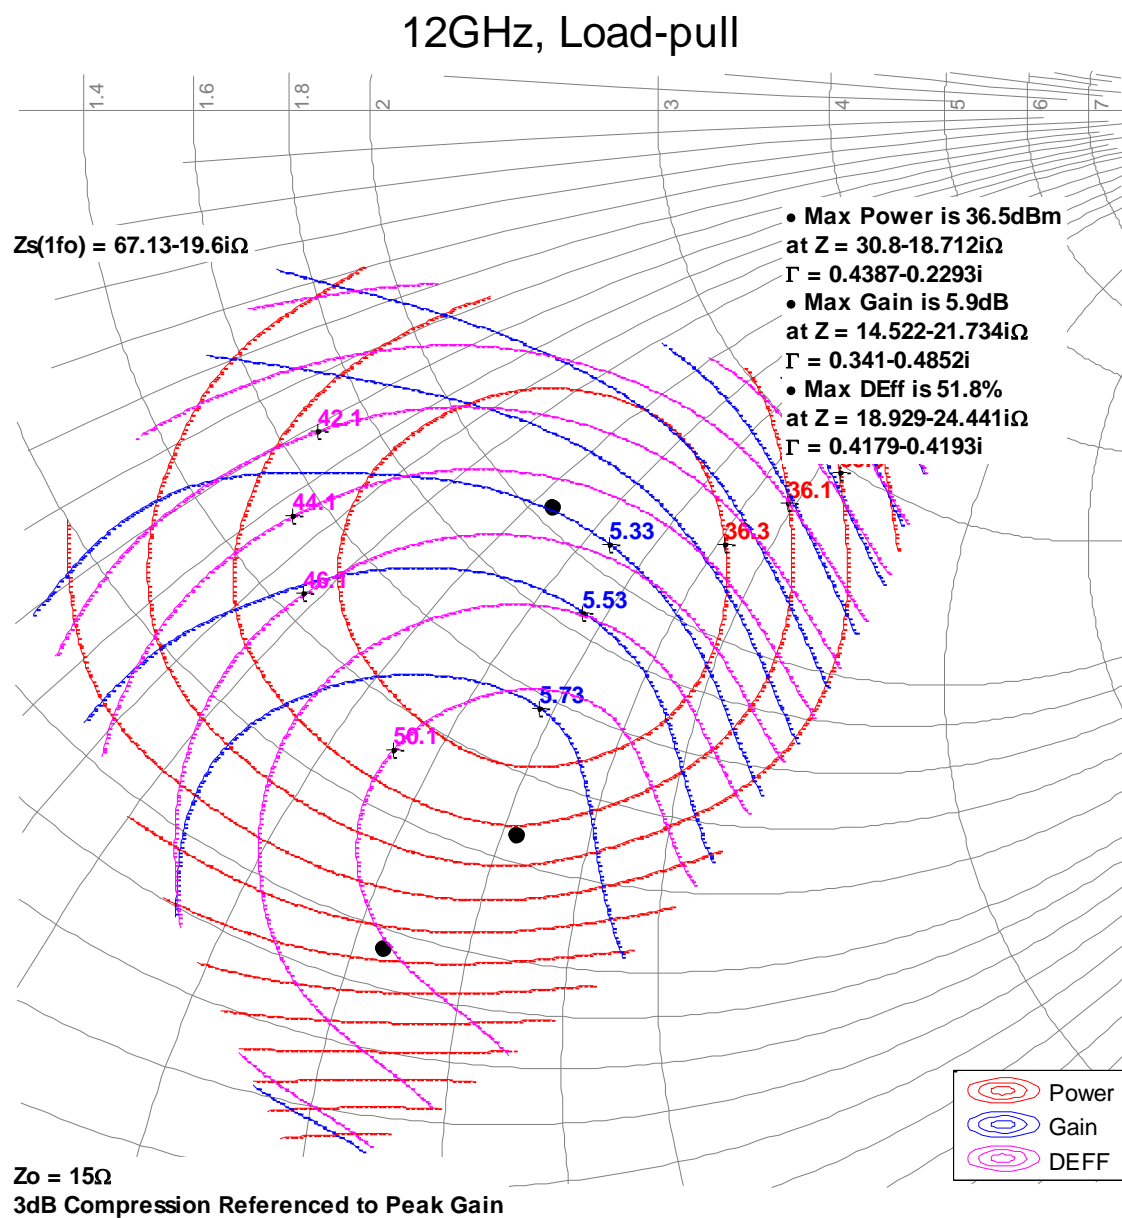 12GHz, Load-pull
1.4
1.6
1.8
2
3
4
5
6
7
Zs(1fo) = 67.13-19.6iΩ
• Max Power is 36.5dBm
at Z = 30.8-18.712iΩ
Γ = 0.4387-0.2293i
• Max Gain is 5.9dB
at Z = 14.522-21.734iΩ
Γ = 0.341-0.4852i
• Max DEff is 51.8%
at Z = 18.929-24.441iΩ
Γ = 0.4179-0.4193i
42.1
44.1
46.1
36.1
5.33
36.3
5.53
5.73
50.1
Power
Gain
DEFF
Zo = 15Ω
3dB Compression Referenced to Peak Gain